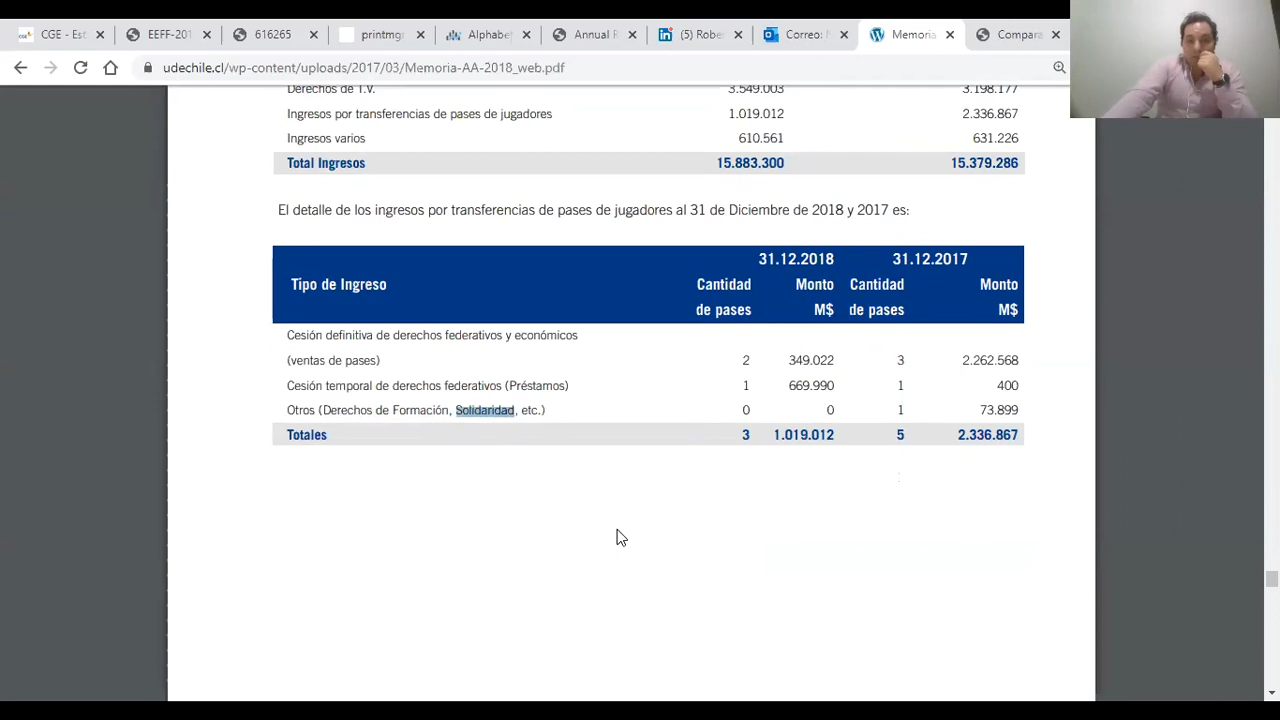 CGE - Est
EEFF-201
616265
printmgr
Alphabe
Annual R
(5) Robe
Correo: 
Memoria
Compara
udechile.cl/wp-content/uploads/2017/03/Memoria-AA-2018_web.pdf
Derechos de T.V. 3.549.003 3.198.177
Ingresos por transferencias de pases de jugadores 1.019.012 2.336.867
Ingresos varios 610.561 631.226
Total Ingresos 15.883.300 15.379.286
El detalle de los ingresos por transferencias de pases de jugadores al 31 de Diciembre de 2018 y 2017 es:
31.12.2018 31.12.2017
Tipo de Ingreso Cantidad Monto Cantidad Monto
de pases M$ de pases M$
Cesión definitiva de derechos federativos y económicos
(ventas de pases) 2 349.022 3 2.262.568
Cesión temporal de derechos federativos (Préstamos) 1 669.990 1 400
Otros (Derechos de Formación, Solidaridad, etc.) 0 0 1 73.899
Totales 3 1.019.012 5 2.336.867